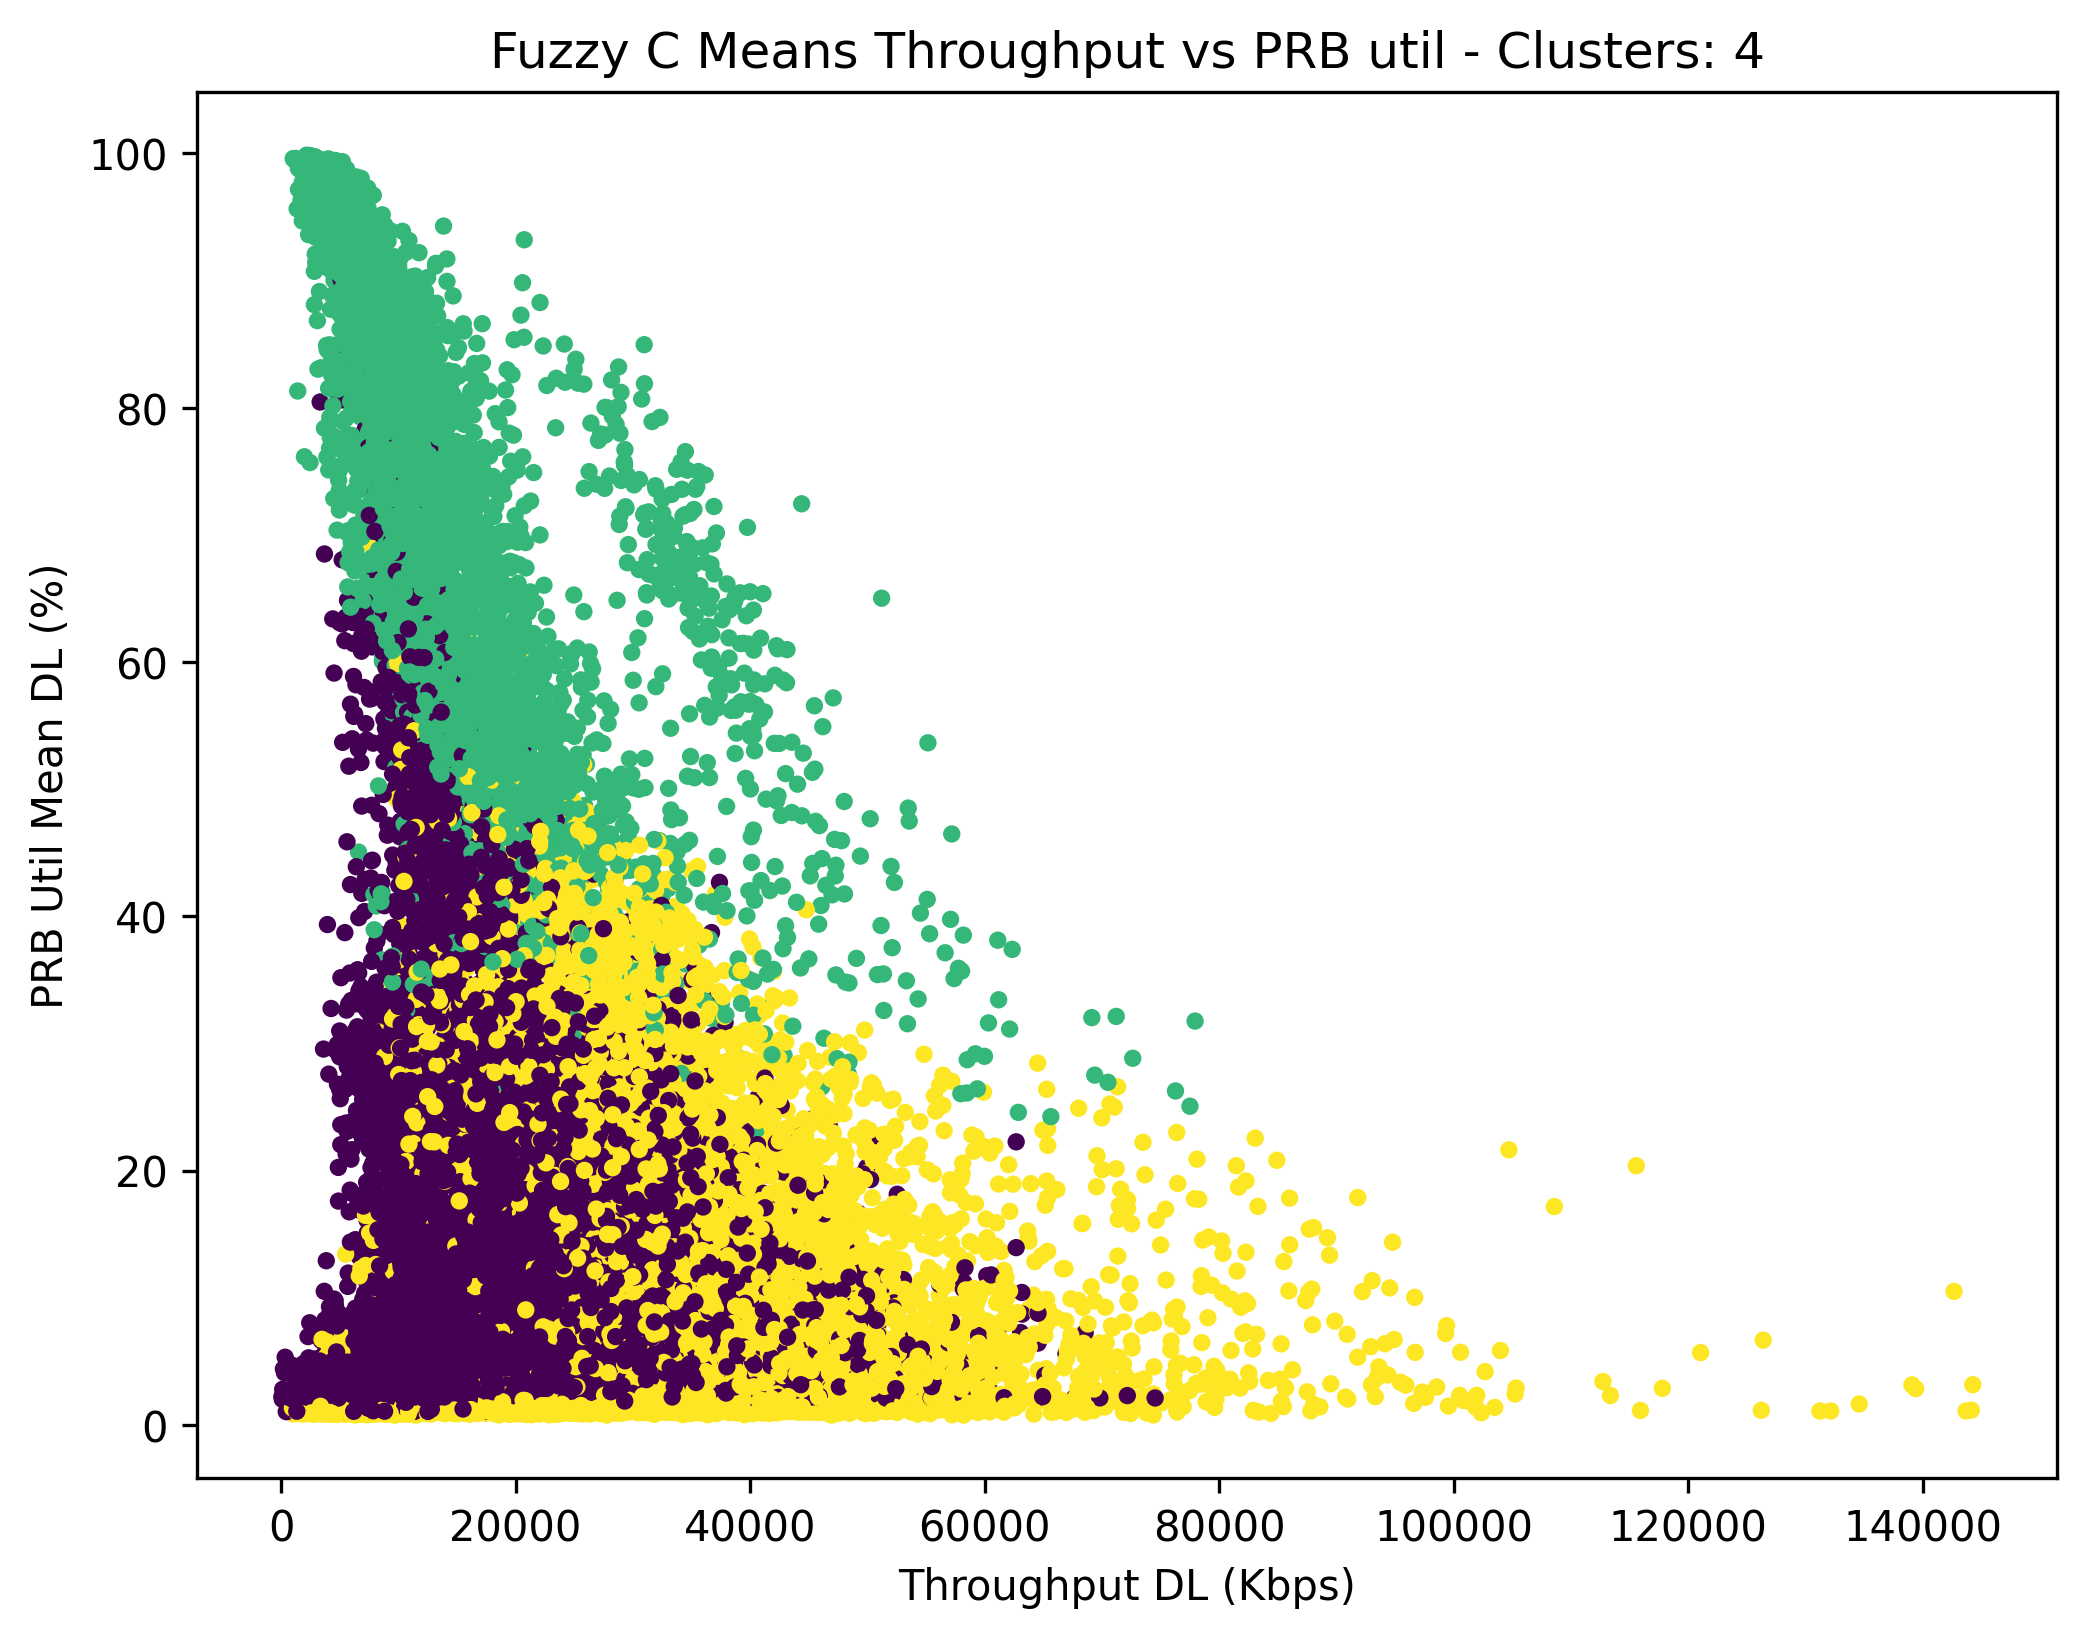 Fuzzy C Means Throughput vs PRB util - Clusters: 4
100
80
60
40
20
0
PRB Util Mean DL (%)
0 20000 40000 60000 80000 100000 120000 140000
Throughput DL (Kbps)